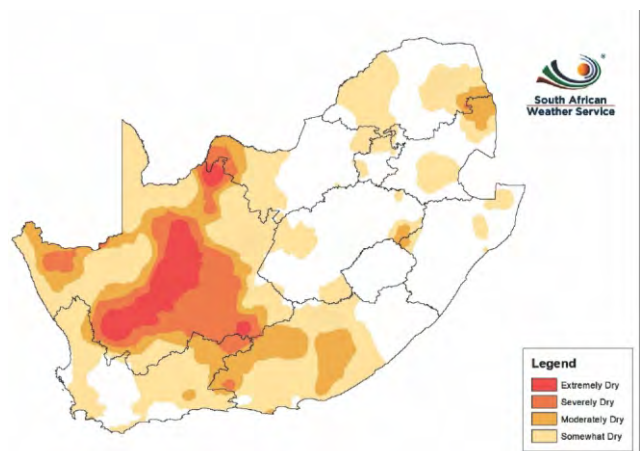 ®
South African
Weather Service
Legend
Extremely Dry
Severely Dry
Moderately Dry
Somewhat Dry